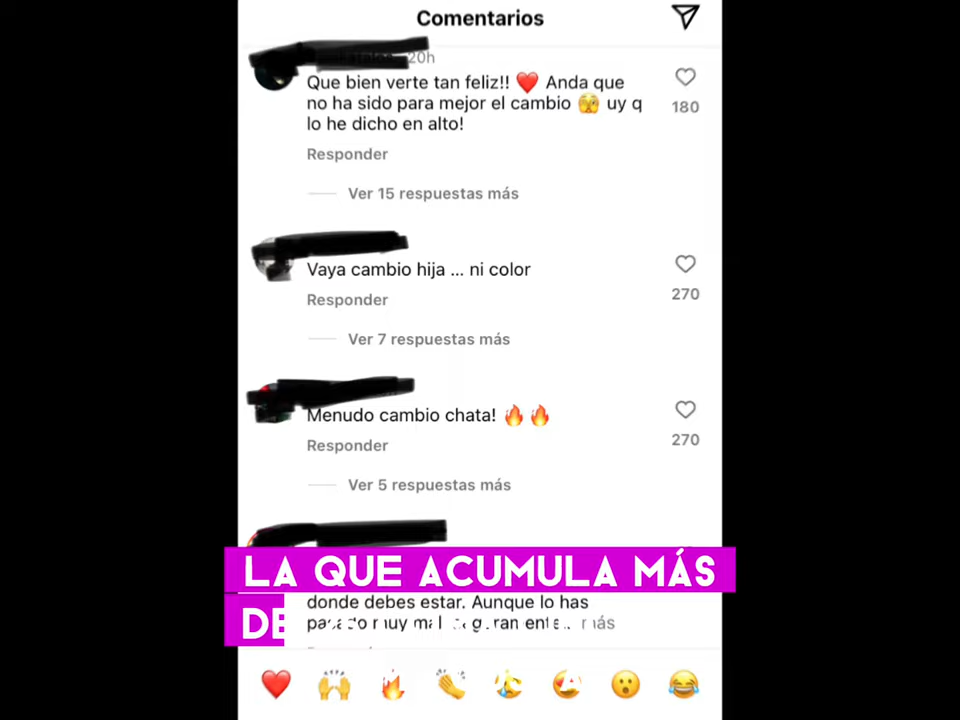 Comentarios
20h
Que bien verte tan feliz!! ❤️ Anda que
no ha sido para mejor el cambio 🫣 uy q
lo he dicho en alto!
Responder
180
Ver 15 respuestas más
Vaya cambio hija ... ni color
Responder
270
Ver 7 respuestas más
Menudo cambio chata! 🔥🔥
Responder
270
Ver 5 respuestas más
LA QUE ACUMULA MÁS
DE
donde debes estar. Aunque lo has
muy mal más